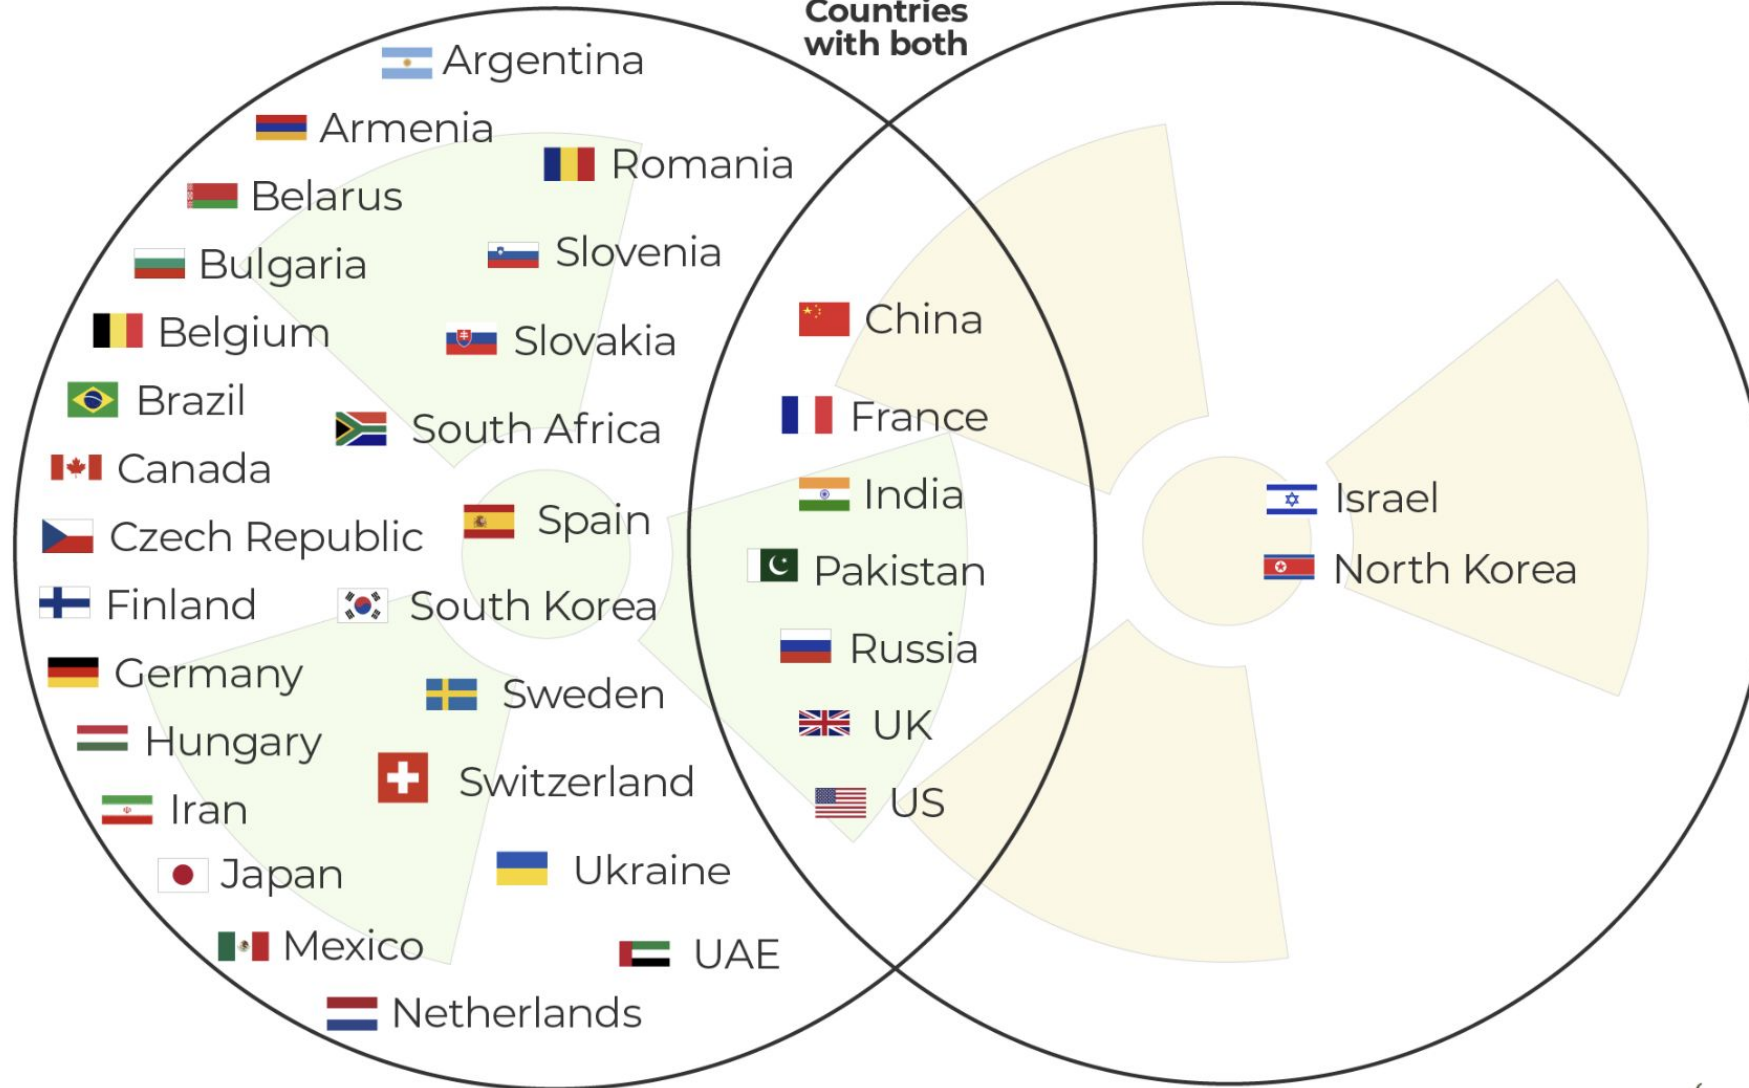 Countries
with both
Argentina
Armenia
Belarus
Bulgaria
Belgium
Brazil
Canada
Czech Republic
Finland
Germany
Hungary
Iran
Japan
Mexico
Netherlands
Romania
Slovenia
Slovakia
South Africa
Spain
South Korea
Sweden
Switzerland
Ukraine
UAE
China
France
India
Pakistan
Russia
UK
US
Israel
North Korea